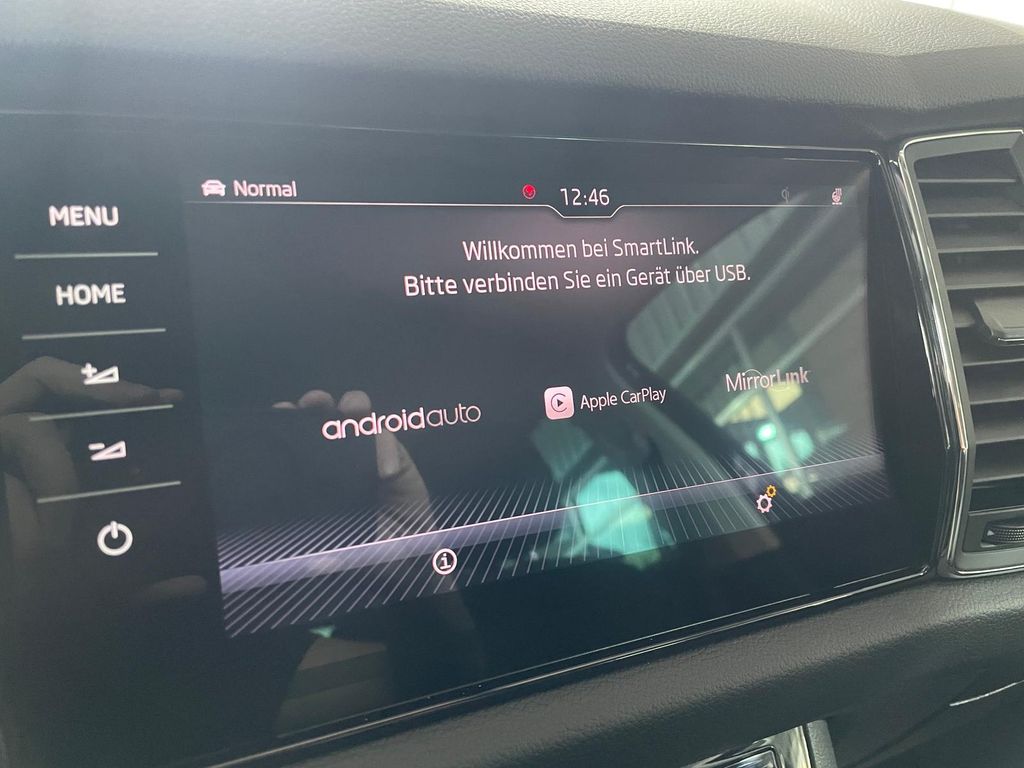 Normal
12:46
MENU
HOME
Willkommen bei SmartLink.
Bitte verbinden Sie ein Gerät über USB.
androidauto
Apple CarPlay
MirrorLink